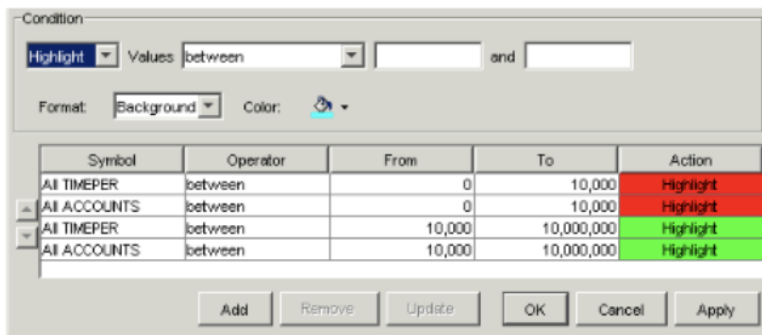 Condition
Highlight Values between and
Format: Background Color:
Symbol Operator From To Action
All TIMEPER between 0 10,000 Highlight
All ACCOUNTS between 0 10,000 Highlight
All TIMEPER between 10,000 10,000,000 Highlight
All ACCOUNTS between 10,000 10,000,000 Highlight
Add Remove Update OK Cancel Apply